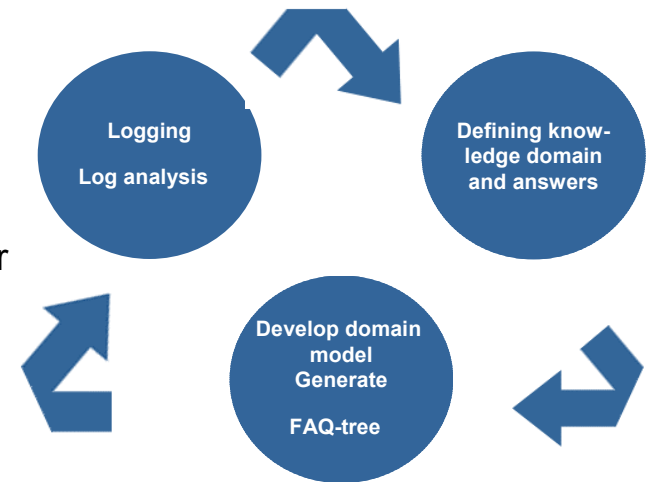 Logging
Log analysis
Defining know-
ledge domain
and answers
r
Develop domain
model
Generate
FAQ-tree